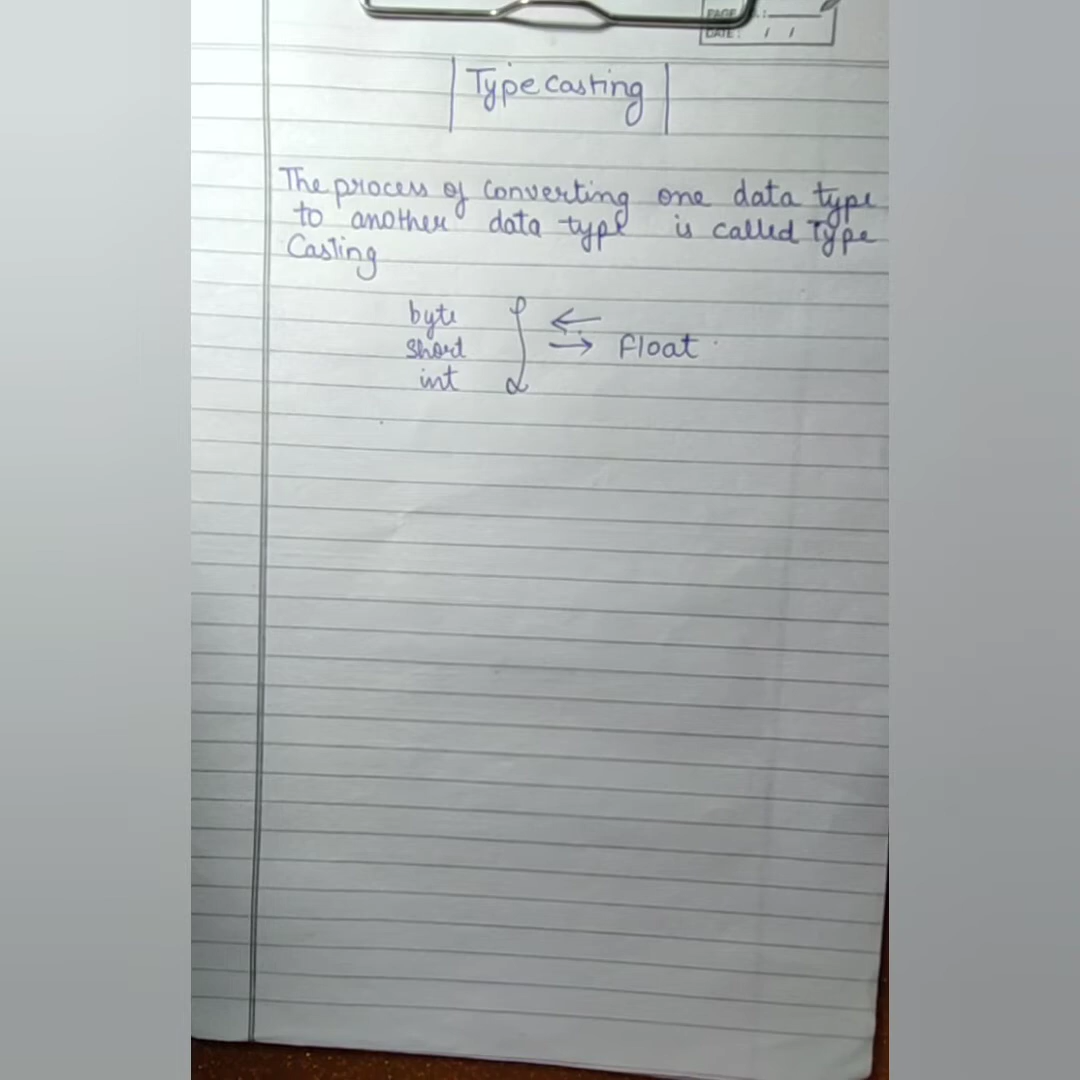 DATE: / /
Type casting
The process of converting one data type
to another data type is called Type
Casting
byte
short
int
← → Float